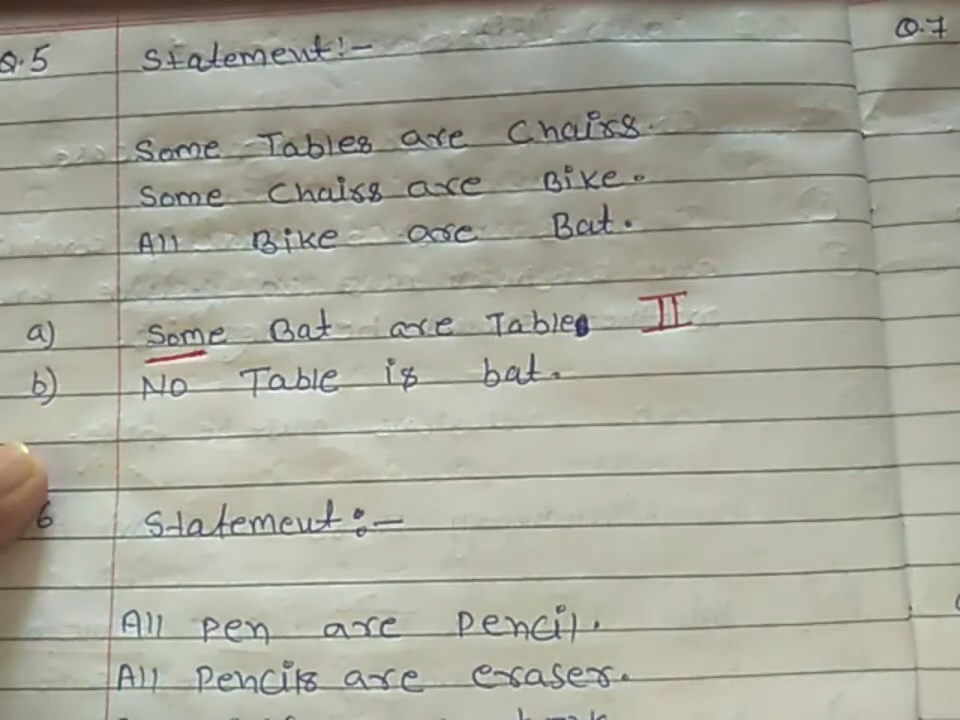 Q.5 Statement:-
Q.7
Some Tables are Chairs.
Some Chairs are Bike.
All Bike are Bat.
a) Some Bat are Tables II
b) No Table is bat.
6 Statement:-
All pen are pencil.
All pencils are eraser.